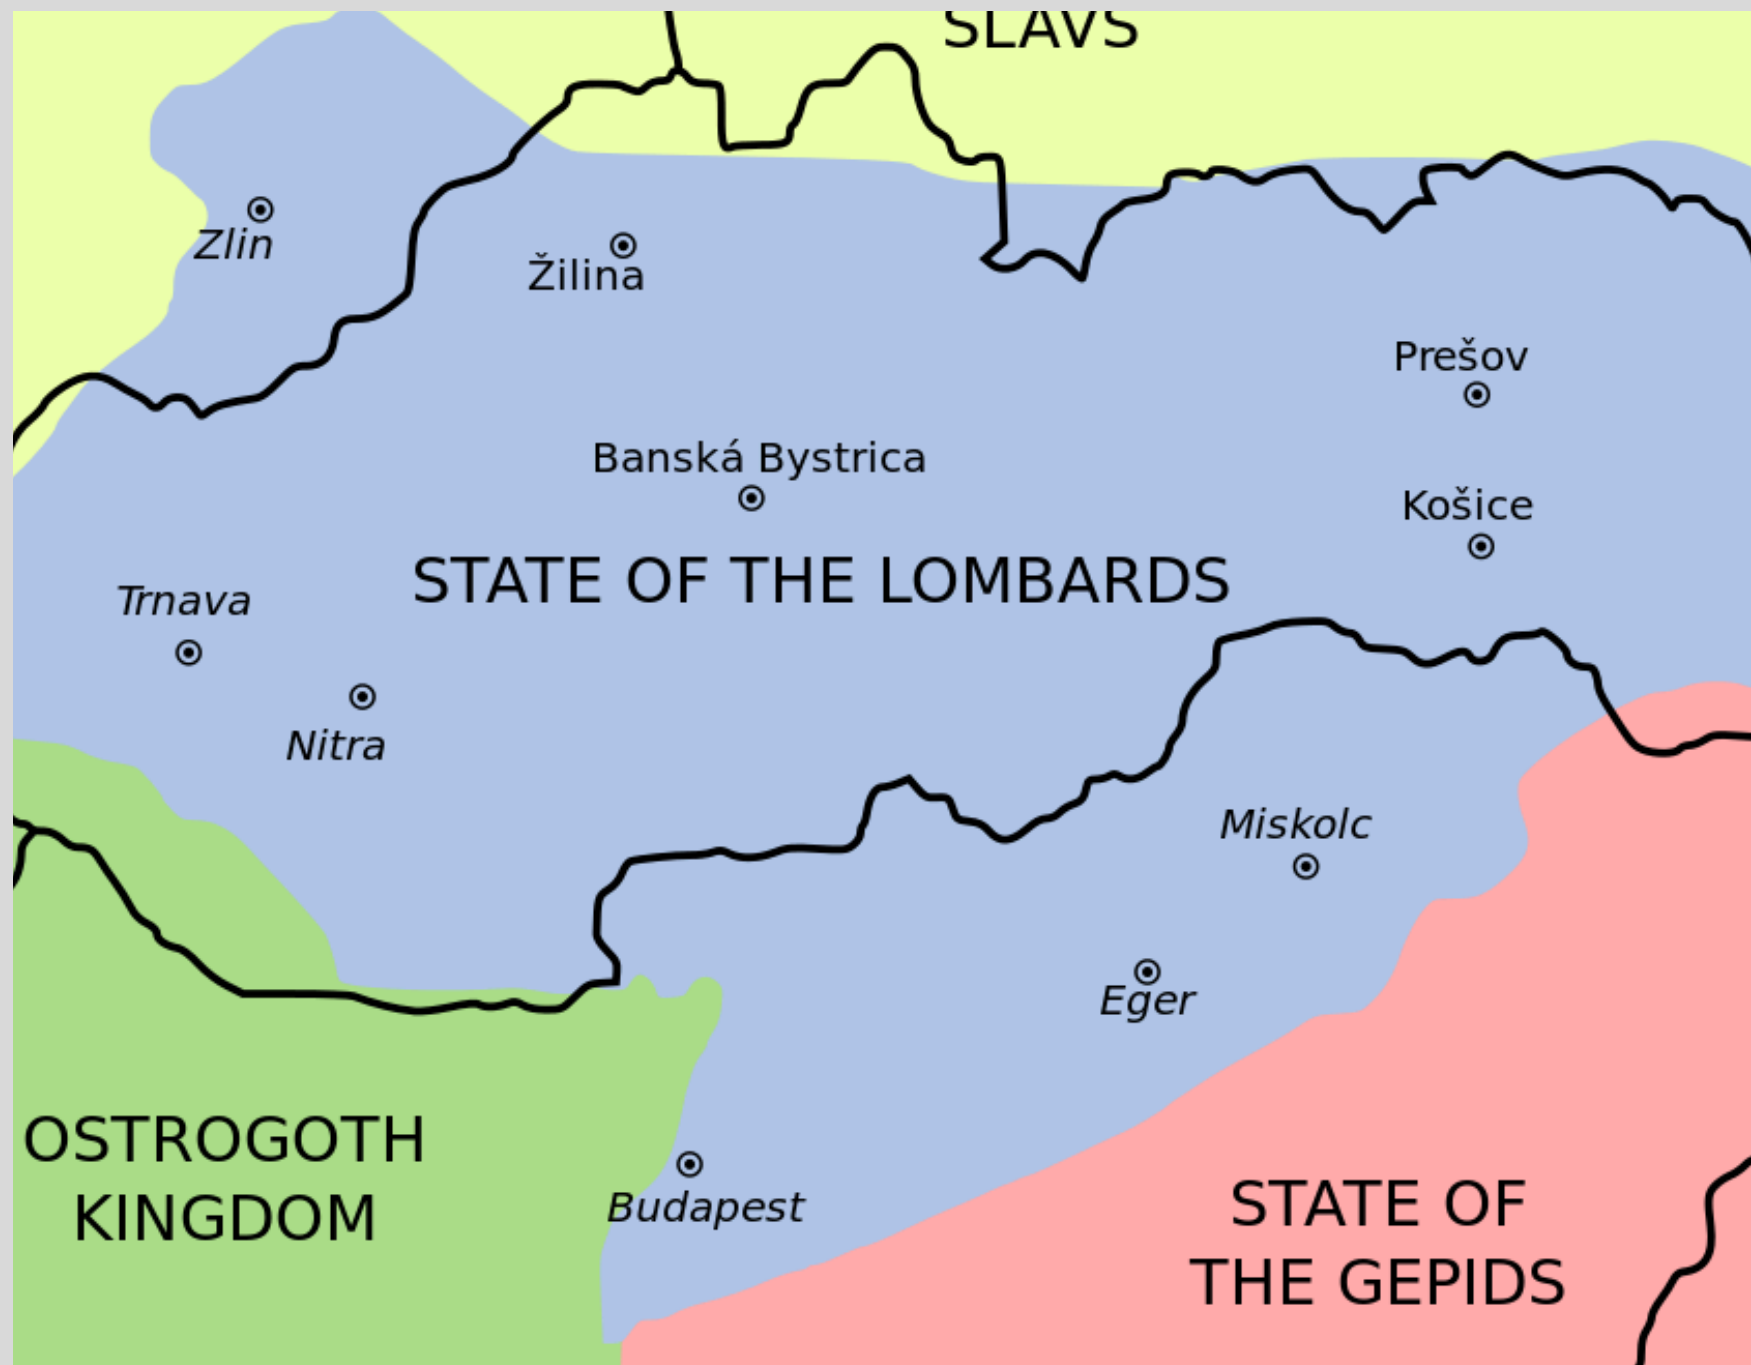 SLAVS
Zlin
Žilina
Prešov
Banská Bystrica
Košice
STATE OF THE LOMBARDS
Trnava
Nitra
Miskolc
Eger
OSTROGOTH
KINGDOM
Budapest
STATE OF
THE GEPIDS